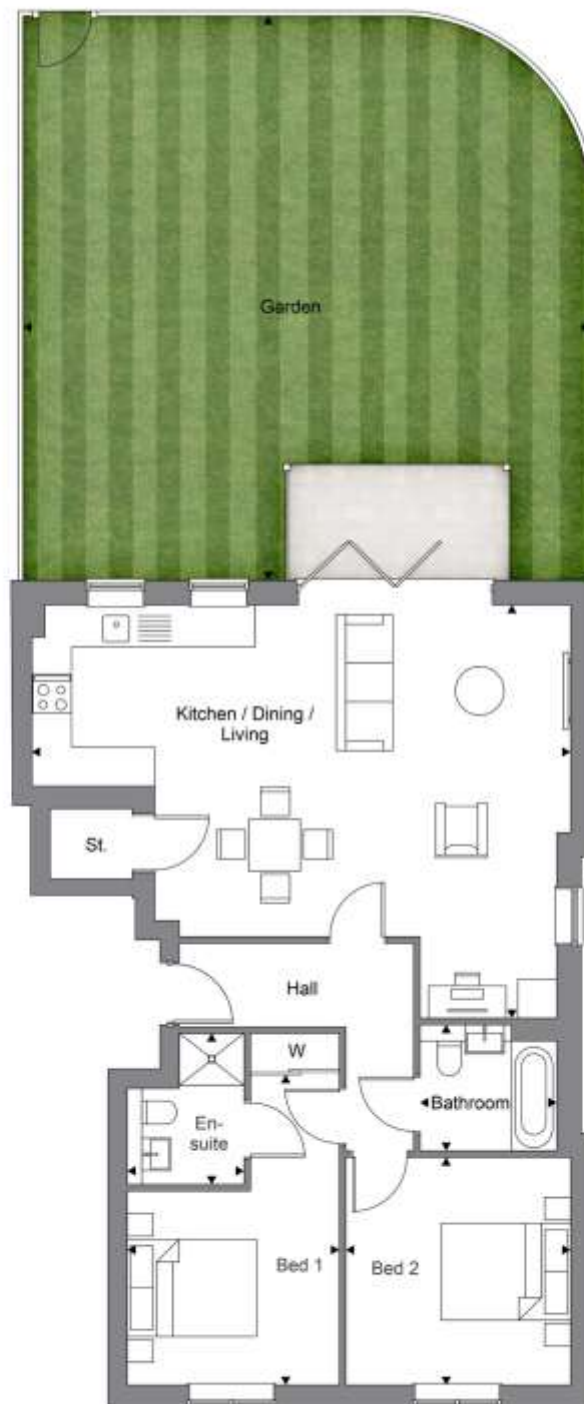 Garden
Kitchen / Dining /
Living
St.
Hall
W
En-
suite
Bathroom
Bed 1
Bed 2